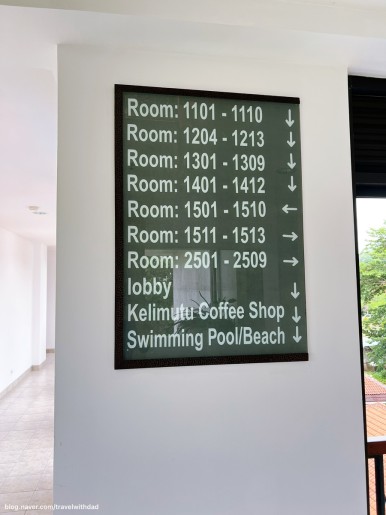 Room: 1101 - 1110 ↓
Room: 1204 - 1213 ↓
Room: 1301 - 1309 ↓
Room: 1401 - 1412 ↓
Room: 1501 - 1510 ←
Room: 1511 - 1513 →
Room: 2501 - 2509 →
lobby ↓
Kelimutu Coffee Shop ↓
Swimming Pool/Beach ↓
blog.naver.com/travelwithdad